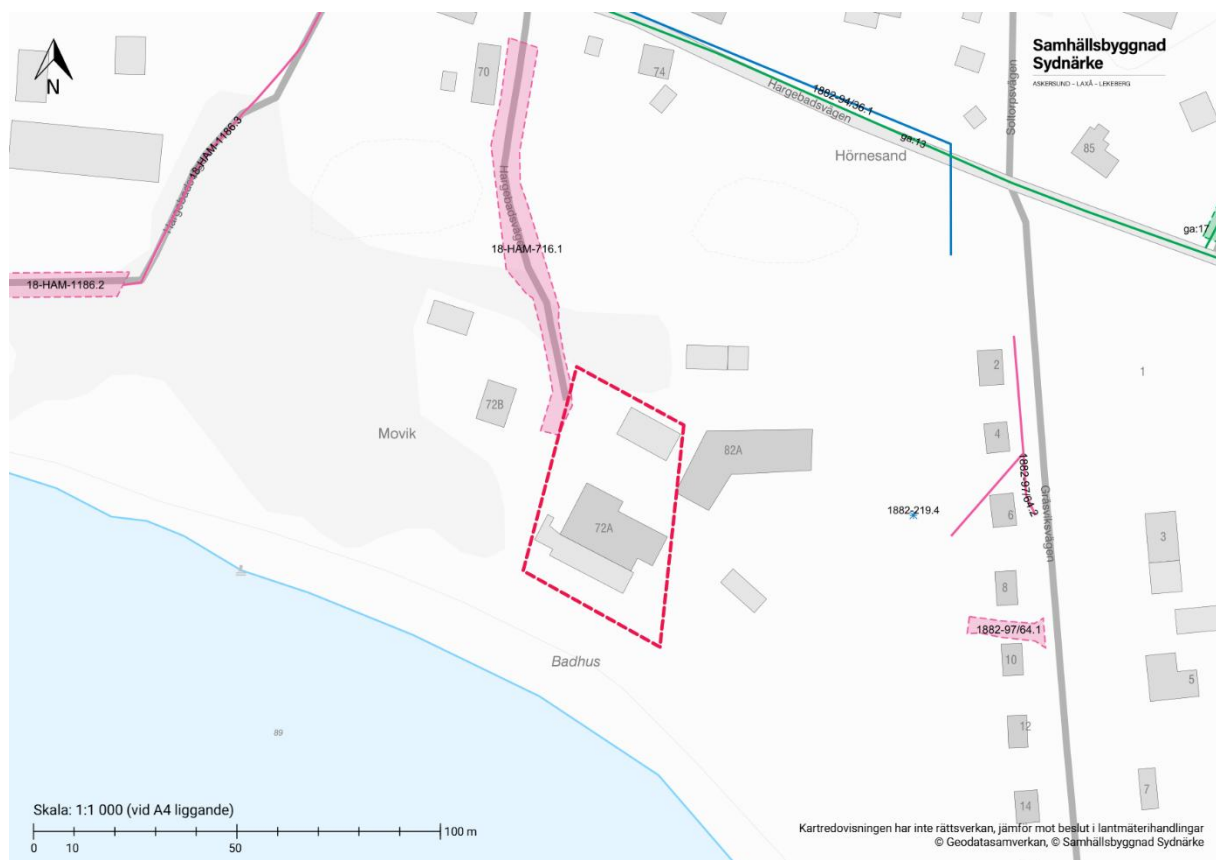 Samhällsbyggnad
Sydnärke
ASKERSUND – LAXÅ – LEKEBERG
N
70
74
1882-94/36.1
Hargebadsvägen
ga:13
Hörnesand
Soltorpsvägen
85
18-HAM-1186.3
Hargebadsvägen
Hargebadsvägen
18-HAM-716.1
ga:17
18-HAM-1186.2
2
1
72B
Movik
82A
4
1882-97/64.2
Gräsviksvägen
1882-219.4
6
72A
3
8
1882-97/64.1
10
Badhus
5
89
12
7
14
Skala: 1:1 000 (vid A4 liggande)
100 m
0
10
50
Kartredovisningen har inte rättsverkan, jämför mot beslut i lantmäterihandlingar
© Geodatasamverkan, © Samhällsbyggnad Sydnärke